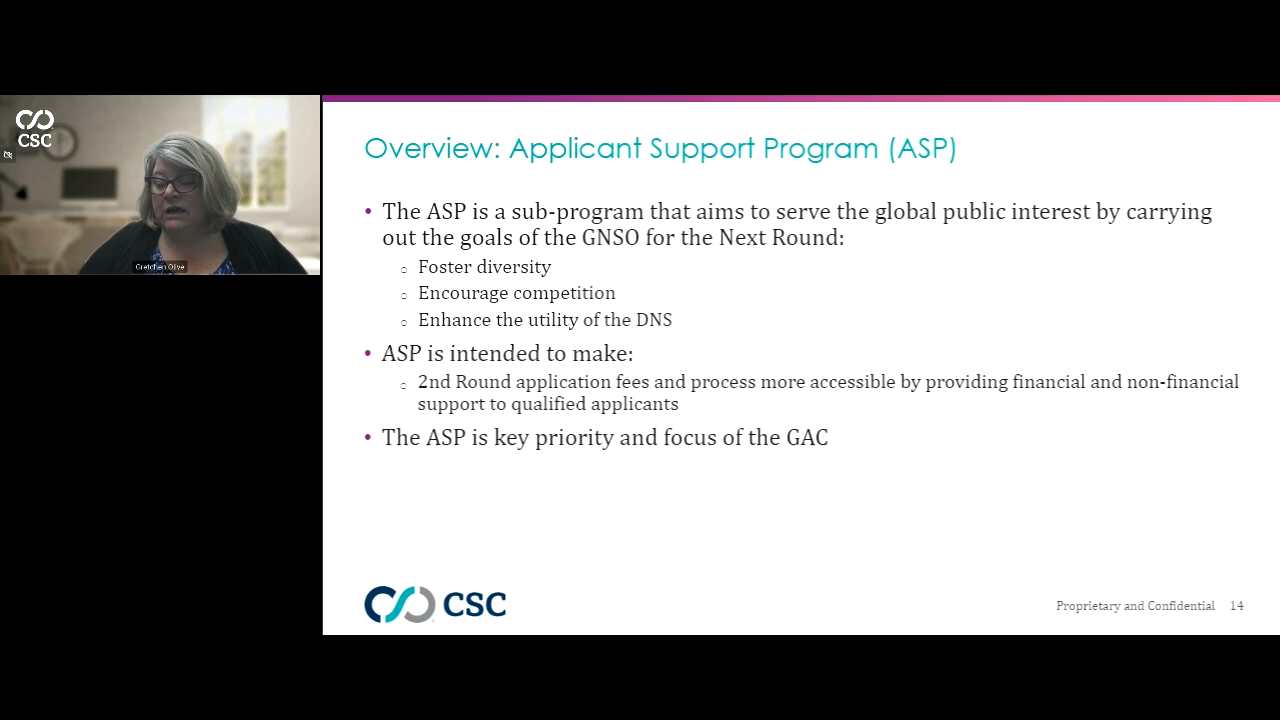 CSC
Gretchen Olive
Overview: Applicant Support Program (ASP)
• The ASP is a sub-program that aims to serve the global public interest by carrying
out the goals of the GNSO for the Next Round:
○ Foster diversity
○ Encourage competition
○ Enhance the utility of the DNS
• ASP is intended to make:
○ 2nd Round application fees and process more accessible by providing financial and non-financial
support to qualified applicants
• The ASP is key priority and focus of the GAC
CSC
Proprietary and Confidential 14